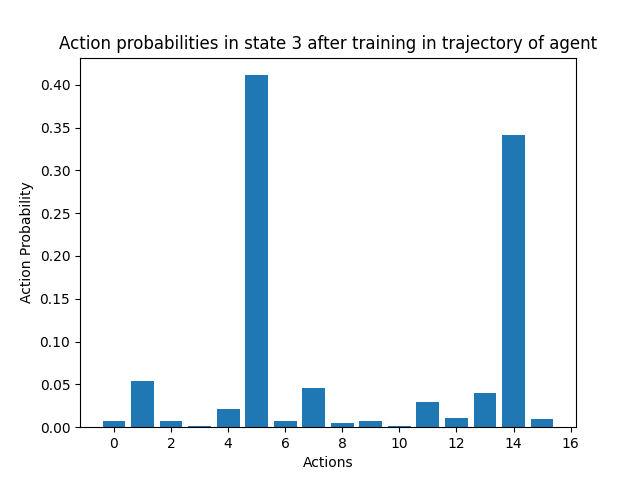 Action probabilities in state 3 after training in trajectory of agent
0.40
0.35
0.30
0.25
0.20
0.15
0.10
0.05
0.00
Action Probability
0 2 4 6 8 10 12 14 16
Actions